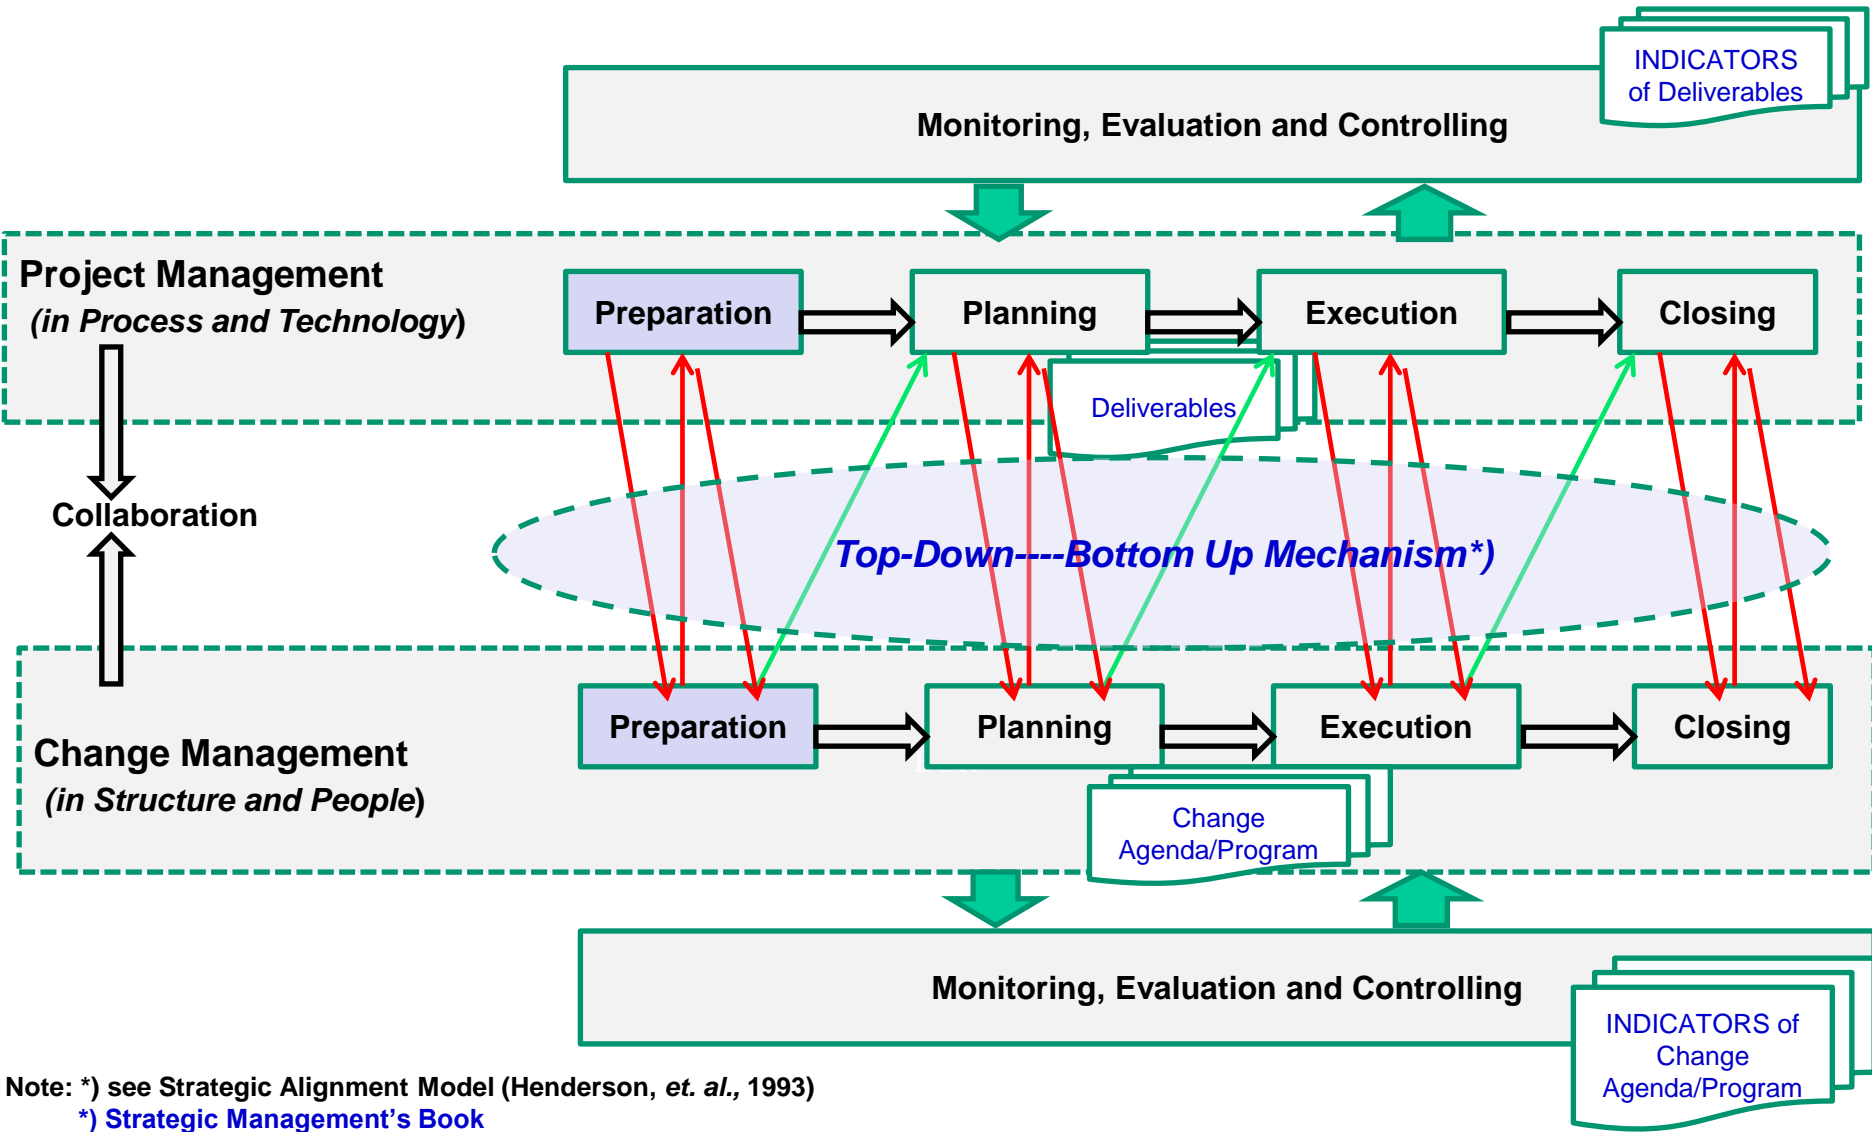 INDICATORS
of Deliverables
Monitoring, Evaluation and Controlling
Project Management
(in Process and Technology)
Preparation
Planning
Execution
Closing
Deliverables
Collaboration
Top-Down----Bottom Up Mechanism*)
Change Management
(in Structure and People)
Preparation
Planning
Execution
Closing
Change
Agenda/Program
Monitoring, Evaluation and Controlling
INDICATORS of
Change
Agenda/Program
Note: *) see Strategic Alignment Model (Henderson, et. al., 1993)
*) Strategic Management's Book